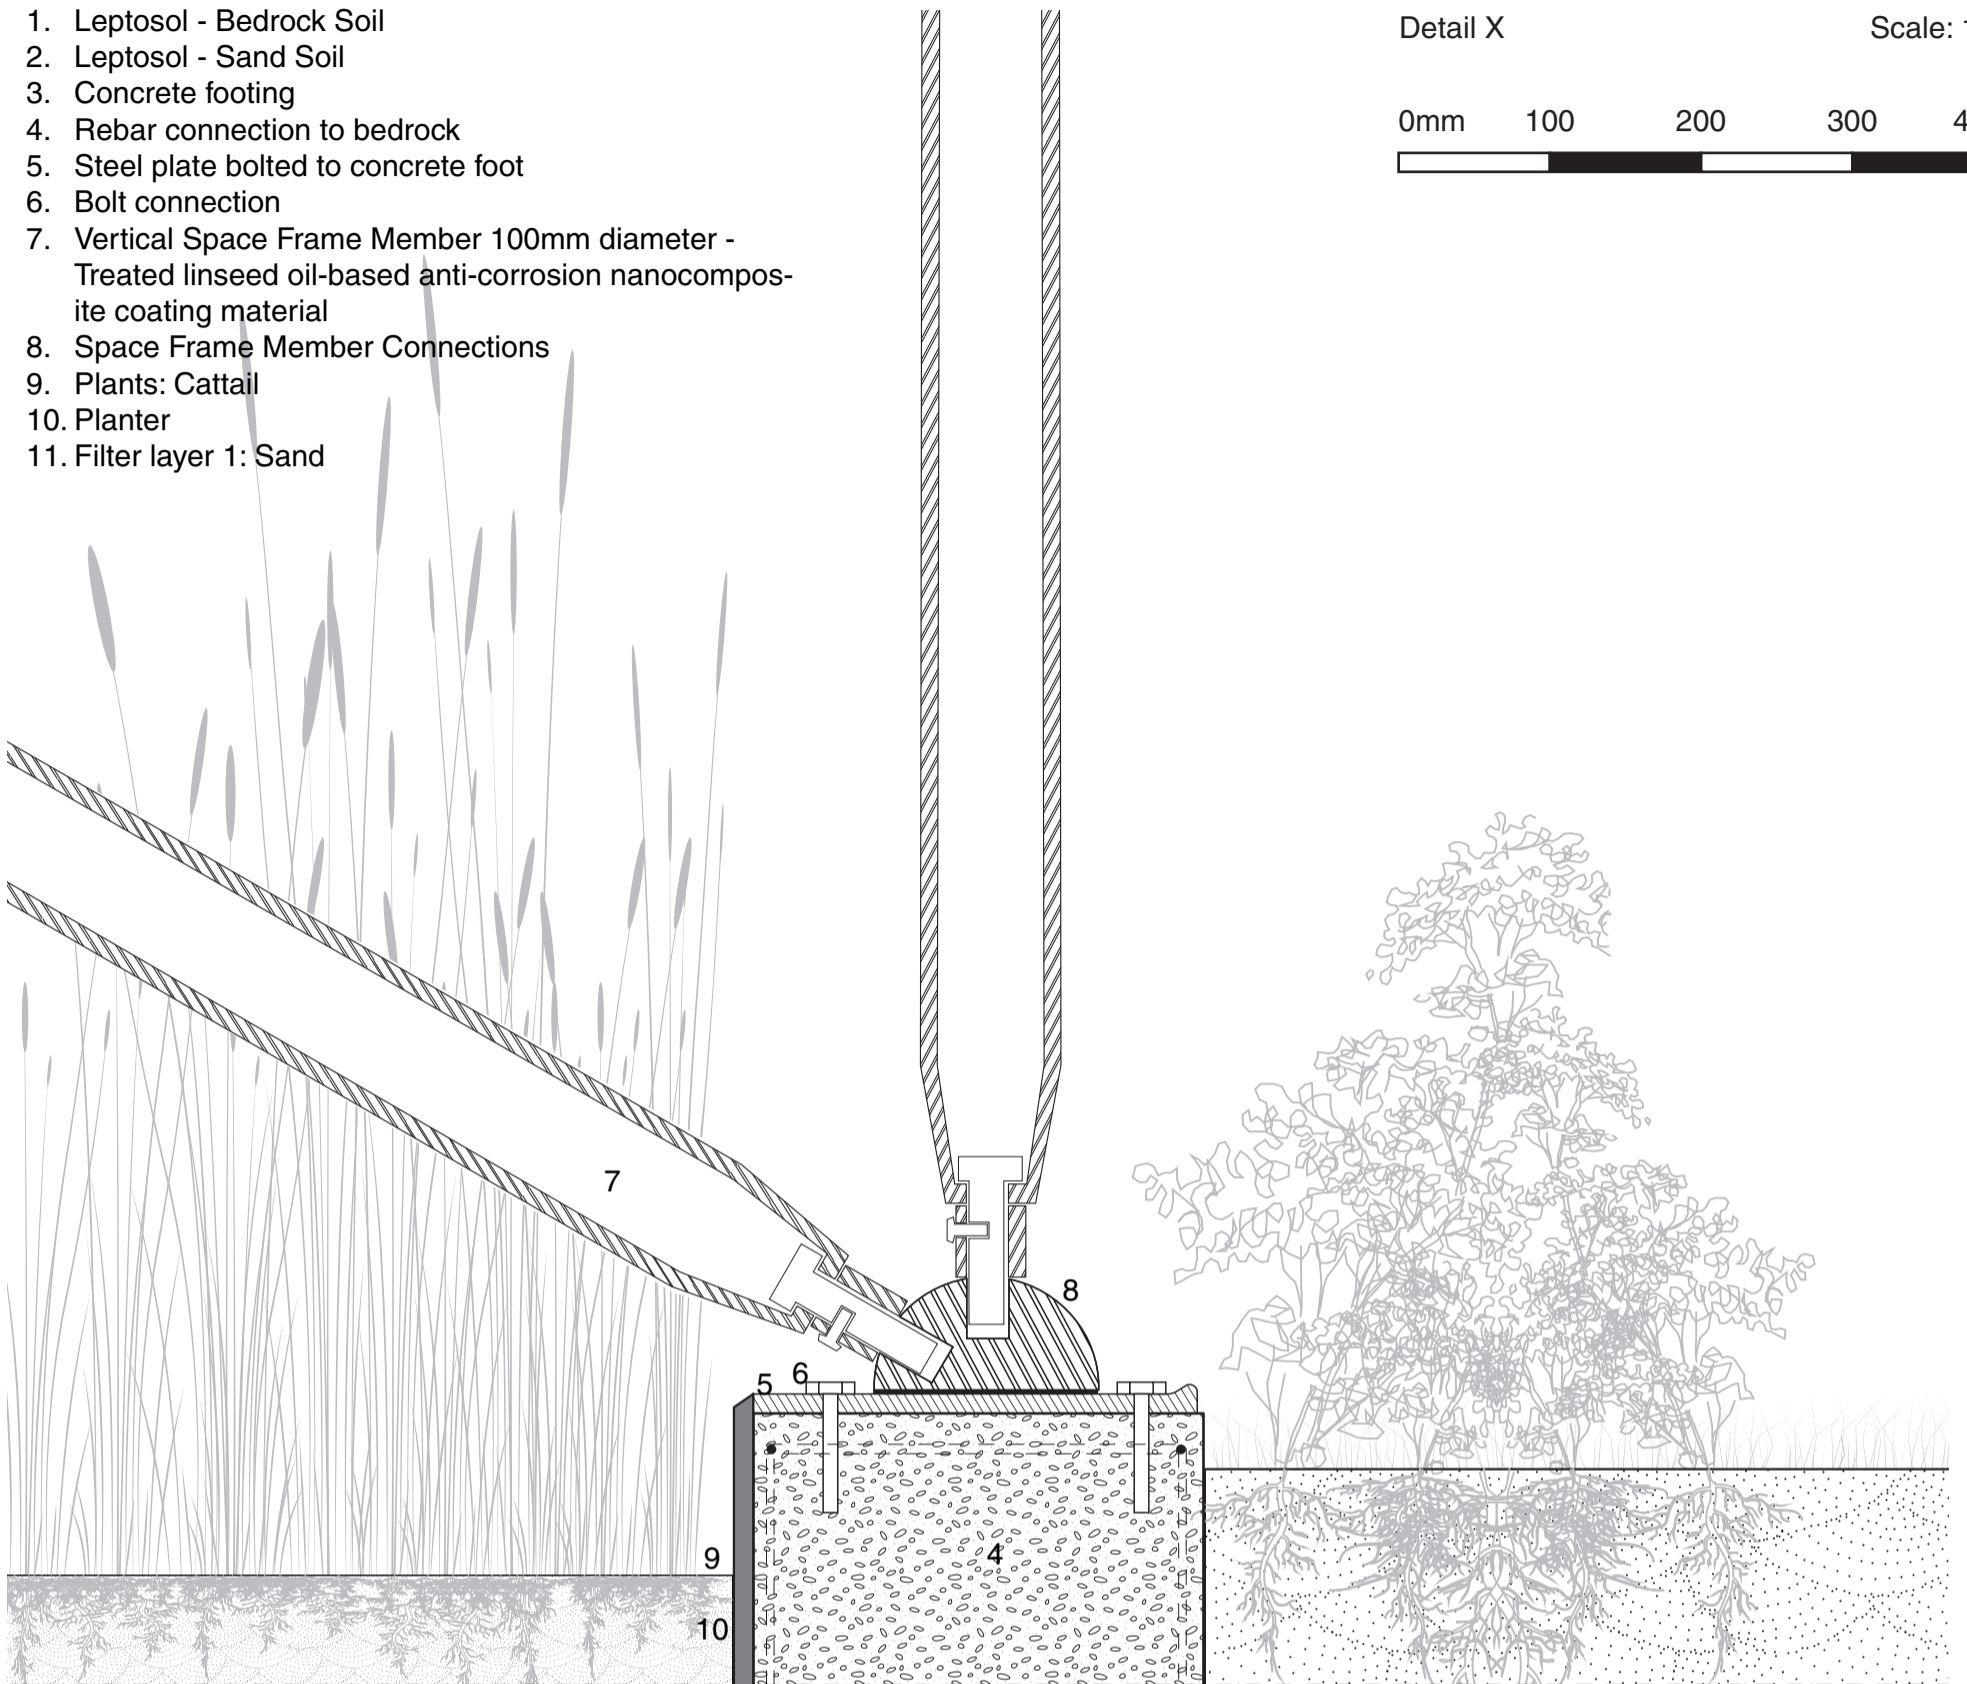 1. Leptosol - Bedrock Soil
2. Leptosol - Sand Soil
3. Concrete footing
4. Rebar connection to bedrock
5. Steel plate bolted to concrete foot
6. Bolt connection
7. Vertical Space Frame Member 100mm diameter -
Treated linseed oil-based anti-corrosion nanocompos-
ite coating material
8. Space Frame Member Connections
9. Plants: Cattail
10. Planter
11. Filter layer 1: Sand
Detail X Scale:
0mm 100 200 300
7
8
5 6
4
9
10